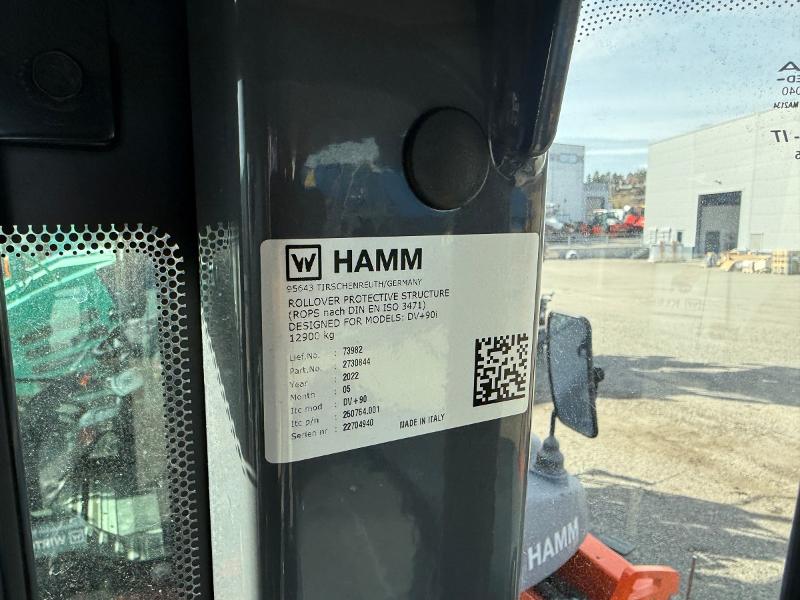 HAMM
95643 TIRSCHENREUTH/GERMANY
ROLLOVER PROTECTIVE STRUCTURE
(ROPS nach DIN EN ISO 3471)
DESIGNED FOR MODELS: DV+90i
12900 kg
Lief.No. : 73982
Part.No. : 2730844
Year : 2022
Month : 05
Itc mod : DV+90
Itc p/n : 260764.001
Serien nr : 22704940
MADE IN ITALY
HAMM